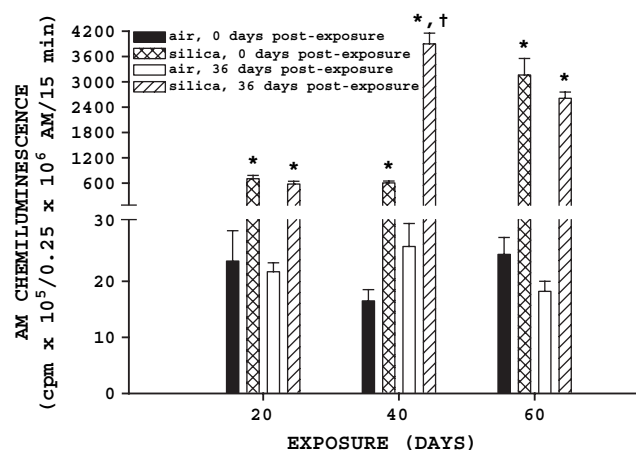 AM CHEMILUMINESCENCE
(cpm x 10⁵/0.25 x 10⁶ AM/15 min)
4200
3600
3000
2400
1800
1200
600
30
20
10
0
air, 0 days post-exposure
silica, 0 days post-exposure
air, 36 days post-exposure
silica, 36 days post-exposure
* * * *,† * *
20 40 60
EXPOSURE (DAYS)